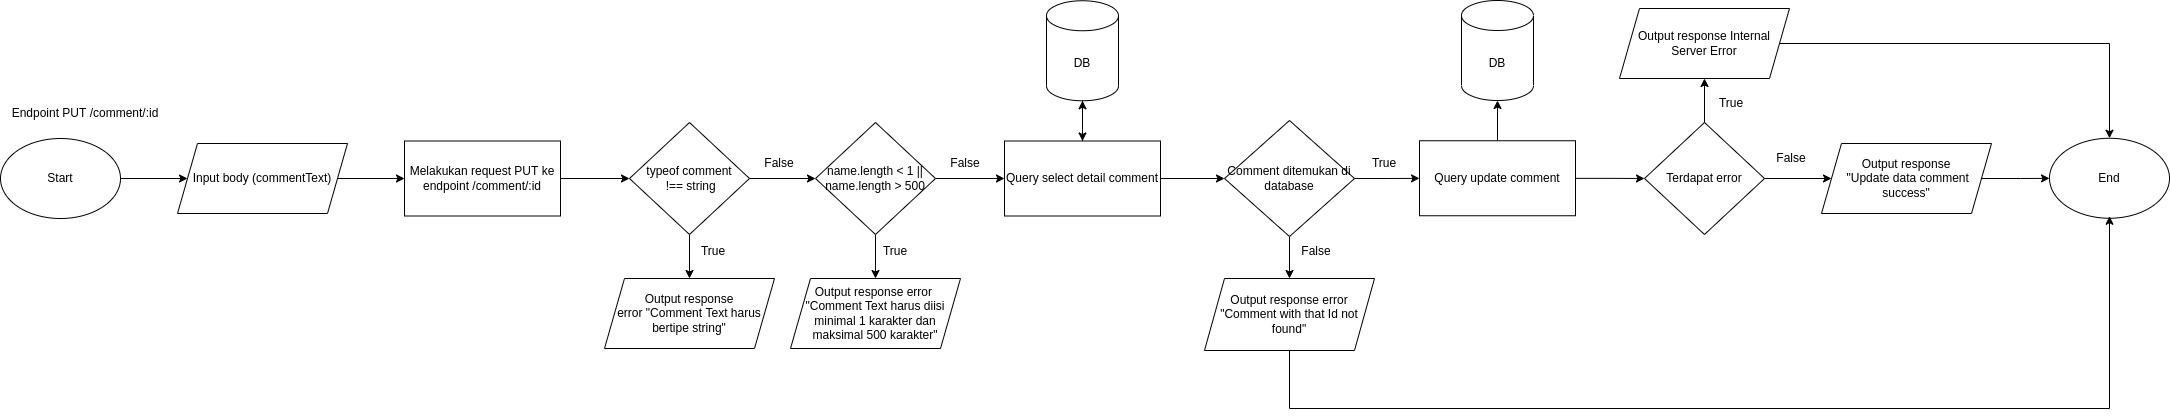 Endpoint PUT /comment/:id
Start
Input body (commentText)
Melakukan request PUT ke
endpoint /comment/:id
typeof comment
!== string
False
True
Output response
error "Comment Text harus
bertipe string"
name.length < 1 ||
name.length > 500
False
True
Output response error
"Comment Text harus diisi
minimal 1 karakter dan
maksimal 500 karakter"
DB
Query select detail comment
Comment ditemukan di
database
True
False
Output response error
"Comment with that Id not
found"
DB
Query update comment
Terdapat error
True
Output response Internal
Server Error
False
Output response
"Update data comment
success"
End